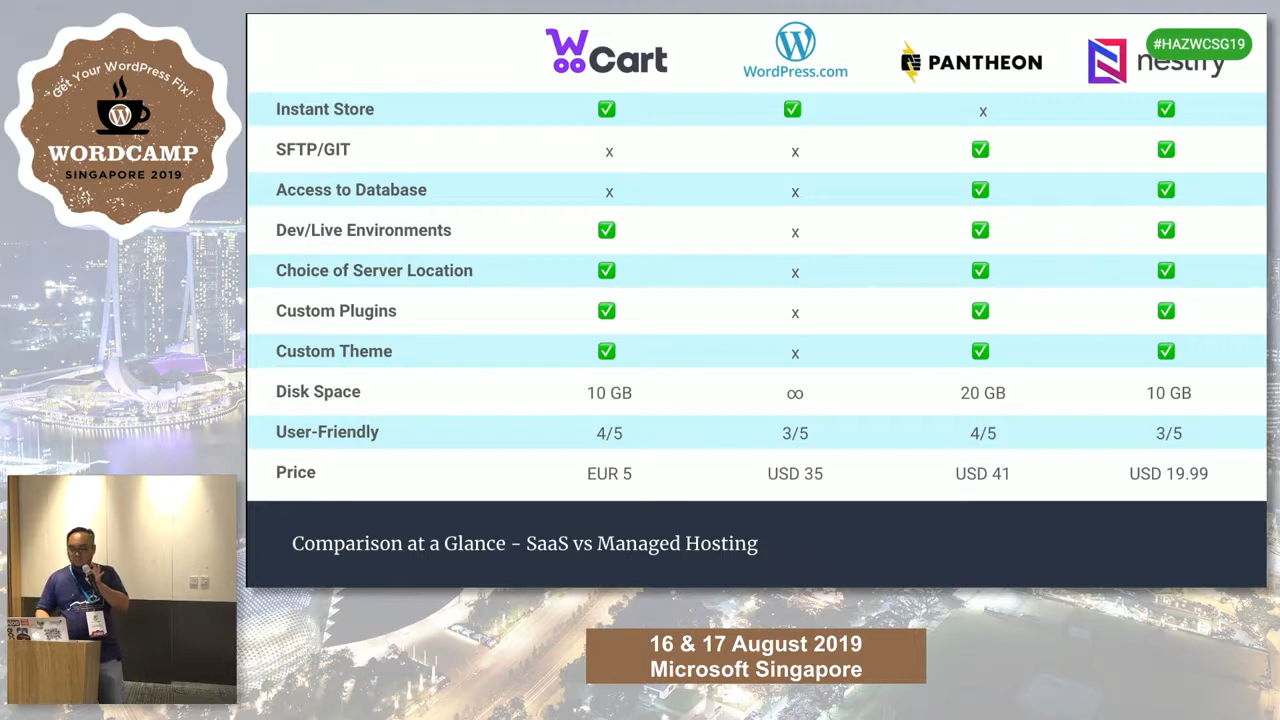 Get Your WordPress Fix!
WORDCAMP
SINGAPORE 2019
W Cart
WordPress.com
PANTHEON
nestify
#HAZWCSG19
Instant Store ✅ ✅ x ✅
SFTP/GIT x x ✅ ✅
Access to Database x x ✅ ✅
Dev/Live Environments ✅ x ✅ ✅
Choice of Server Location ✅ x ✅ ✅
Custom Plugins ✅ x ✅ ✅
Custom Theme ✅ x ✅ ✅
Disk Space 10 GB ∞ 20 GB 10 GB
User-Friendly 4/5 3/5 4/5 3/5
Price EUR 5 USD 35 USD 41 USD 19.99
Comparison at a Glance - SaaS vs Managed Hosting
16 & 17 August 2019
Microsoft Singapore